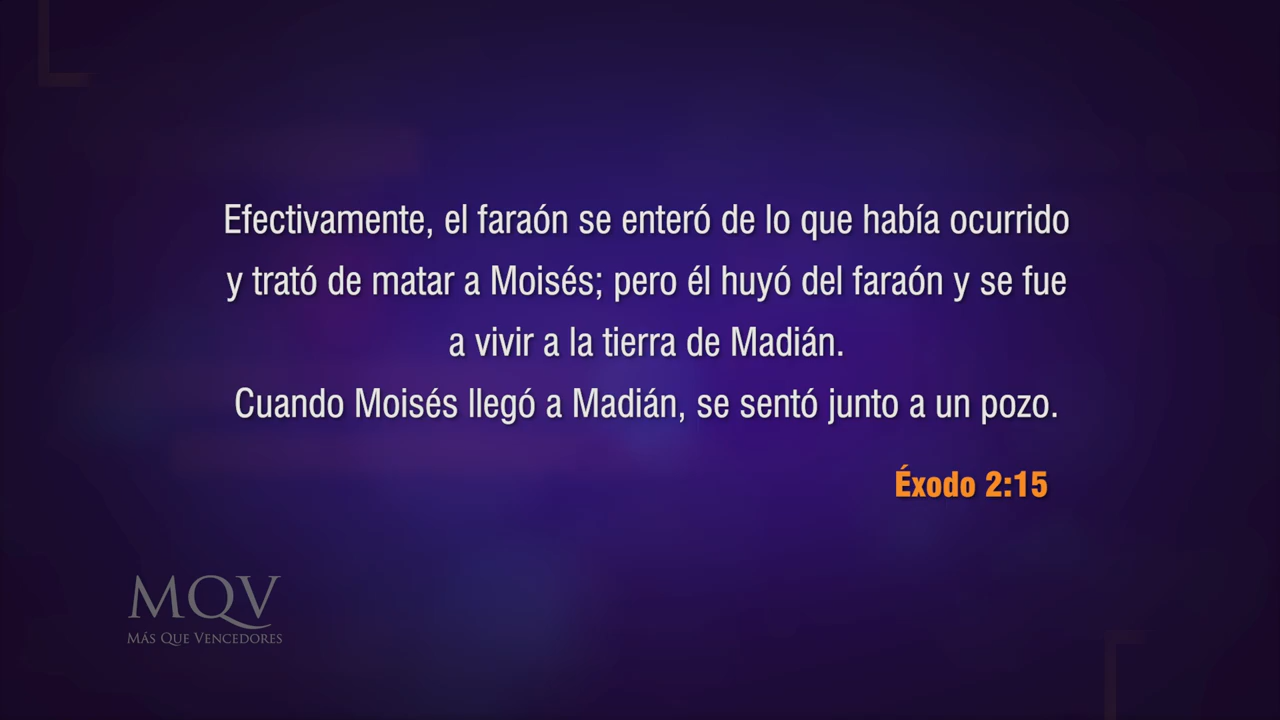 Efectivamente, el faraón se enteró de lo que había ocurrido
y trató de matar a Moisés; pero él huyó del faraón y se fue
a vivir a la tierra de Madián.
Cuando Moisés llegó a Madián, se sentó junto a un pozo.
Éxodo 2:15
MQV
Más Que Vencedores